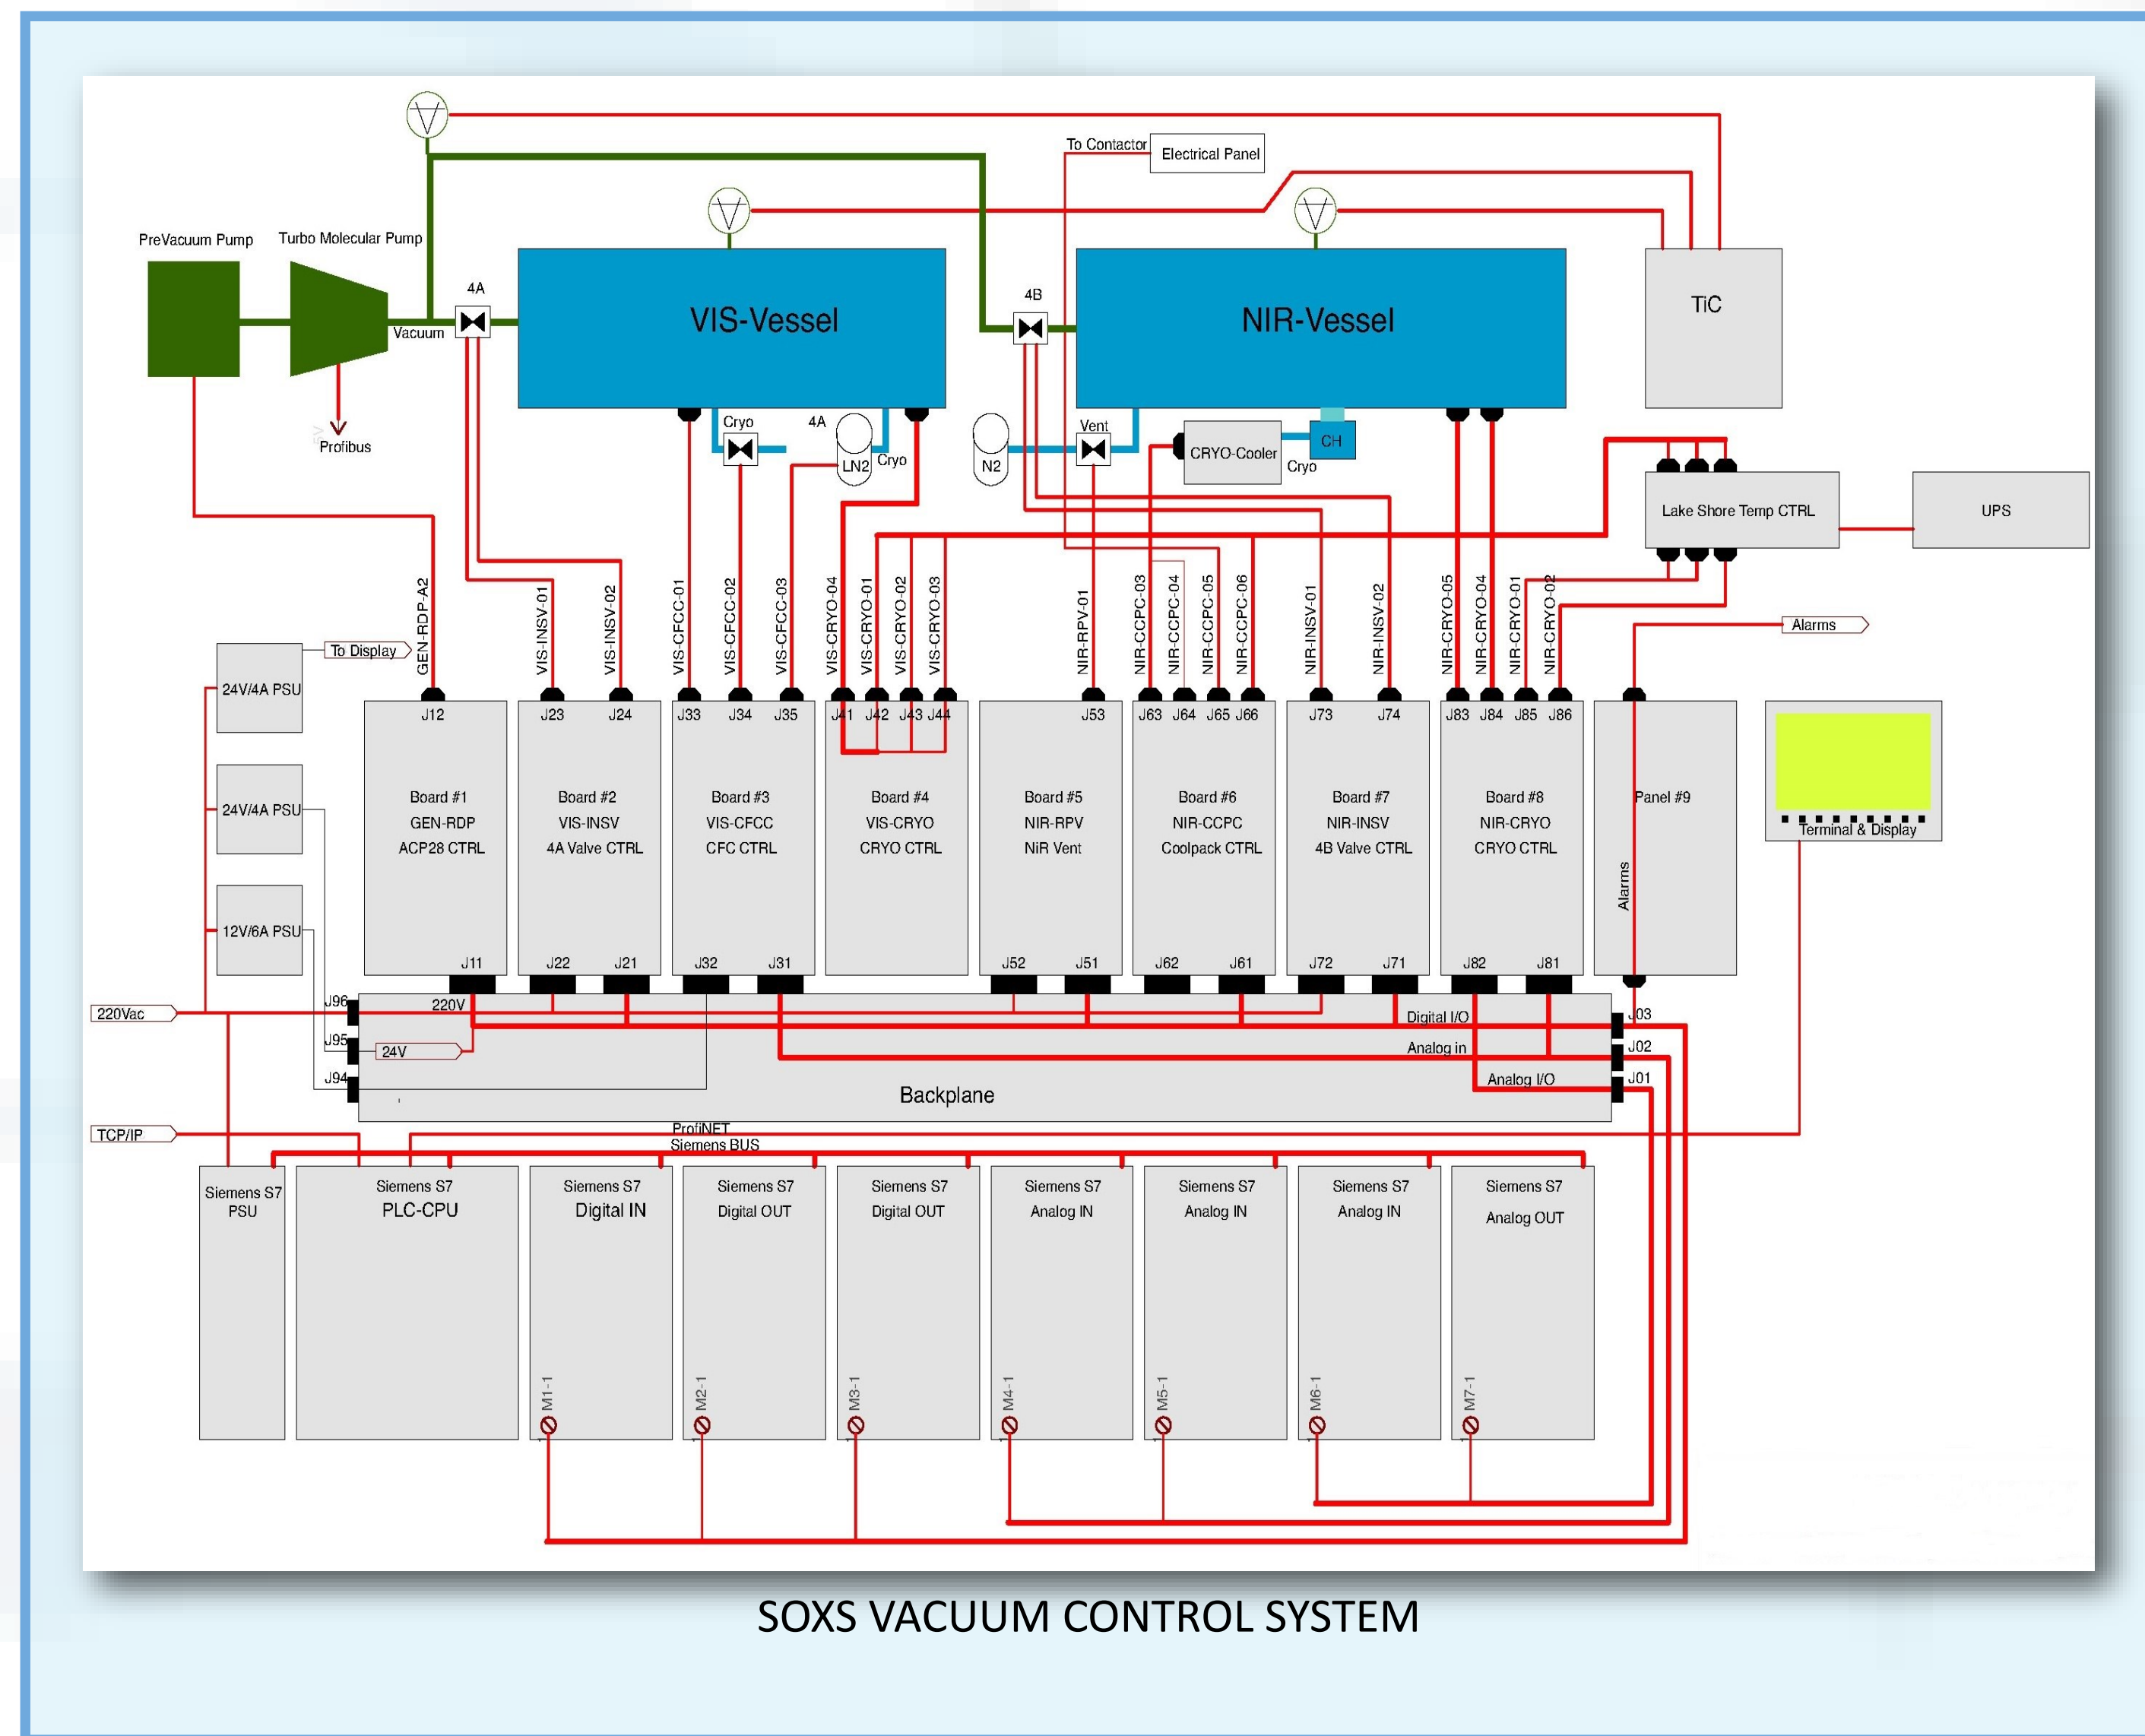 To Contactor
Electrical Panel
PreVacuum Pump
Turbo Molecular Pump
4A
VIS-Vessel
4B
NIR-Vessel
TiC
Vacuum
Profibus
Cryo
4A
LN2
Cryo
N2
Vent
CRYO-Cooler
Cryo
CH
Lake Shore Temp CTRL
UPS
GEN-RDP-A2
VIS-INSV-01
VIS-INSV-02
VIS-CFCC-01
VIS-CFCC-02
VIS-CFCC-03
VIS-CRYO-04
VIS-CRYO-01
VIS-CRYO-02
VIS-CRYO-03
NIR-RPV-01
NIR-CCPC-03
NIR-CCPC-04
NIR-CCPC-05
NIR-CCPC-06
NIR-INSV-01
NIR-INSV-02
NIR-CRYO-05
NIR-CRYO-04
NIR-CRYO-01
NIR-CRYO-02
Alarms
To Display
24V/4A PSU
24V/4A PSU
12V/6A PSU
J12
J23
J24
J33
J34
J35
J41
J42
J43
J44
J53
J63
J64
J65
J66
J73
J74
J83
J84
J85
J86
Board #1
GEN-RDP
ACP28 CTRL
Board #2
VIS-INSV
4A Valve CTRL
Board #3
VIS-CFCC
CFC CTRL
Board #4
VIS-CRYO
CRYO CTRL
Board #5
NIR-RPV
NiR Vent
Board #6
NIR-CCPC
Coolpack CTRL
Board #7
NIR-INSV
4B Valve CTRL
Board #8
NIR-CRYO
CRYO CTRL
Panel #9
Alarms
Terminal & Display
J11
J22
J21
J32
J31
J52
J51
J62
J61
J72
J71
J82
J81
220Vac
J96
220V
J95
24V
J94
Digital I/O
J03
Analog in
J02
Analog I/O
J01
Backplane
TCP/IP
ProfiNET
Siemens BUS
Siemens S7
PSU
Siemens S7
PLC-CPU
Siemens S7
Digital IN
Siemens S7
Digital OUT
Siemens S7
Digital OUT
Siemens S7
Analog IN
Siemens S7
Analog IN
Siemens S7
Analog IN
Siemens S7
Analog OUT
M1-1
M2-1
M3-1
M4-1
M5-1
M6-1
M7-1
SOXS VACUUM CONTROL SYSTEM